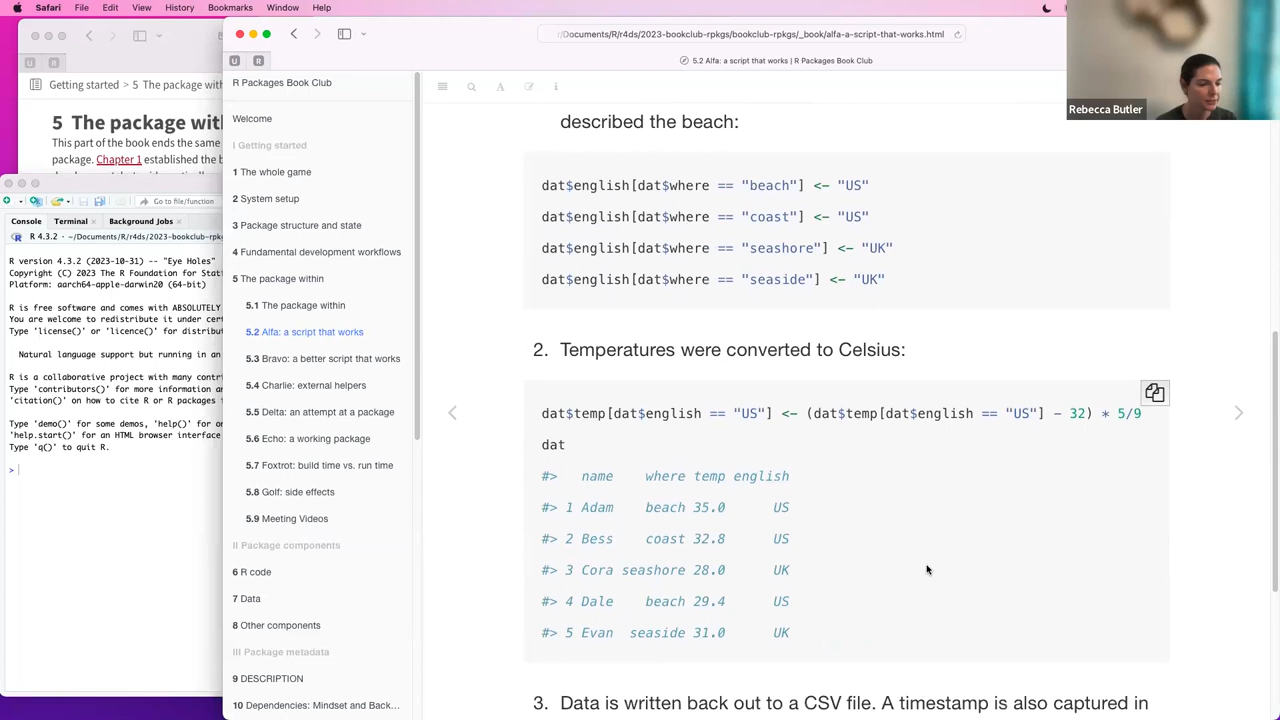 Safari File Edit View History Bookmarks Window Help
/Documents/R/r4ds/2023-bookclub-rpkgs/bookclub-rpkgs/_book/alfa-a-script-that-works.html
U R
5.2 Alfa: a script that works | R Packages Book Club
Rebecca Butler
U R
Getting started > 5 The package with
5 The package with
This part of the book ends the same
package. Chapter 1 established the b
Go to file/function
Console Terminal Background Jobs
R 4.3.2 · ~/Documents/R/r4ds/2023-bookclub-rpkg
R version 4.3.2 (2023-10-31) -- "Eye Holes"
Copyright (C) 2023 The R Foundation for Stat
Platform: aarch64-apple-darwin20 (64-bit)
R is free software and comes with ABSOLUTELY
You are welcome to redistribute it under cert
Type 'license()' or 'licence()' for distribut
Natural language support but running in an
R is a collaborative project with many contri
Type 'contributors()' for more information a
'citation()' on how to cite R or R packages
Type 'demo()' for some demos, 'help()' for on
'help.start()' for an HTML browser interface
Type 'q()' to quit R.
>
R Packages Book Club
Welcome
I Getting started
1 The whole game
2 System setup
3 Package structure and state
4 Fundamental development workflows
5 The package within
5.1 The package within
5.2 Alfa: a script that works
5.3 Bravo: a better script that works
5.4 Charlie: external helpers
5.5 Delta: an attempt at a package
5.6 Echo: a working package
5.7 Foxtrot: build time vs. run time
5.8 Golf: side effects
5.9 Meeting Videos
II Package components
6 R code
7 Data
8 Other components
III Package metadata
9 DESCRIPTION
10 Dependencies: Mindset and Back...
described the beach:
dat$english[dat$where == "beach"] <- "US"
dat$english[dat$where == "coast"] <- "US"
dat$english[dat$where == "seashore"] <- "UK"
dat$english[dat$where == "seaside"] <- "UK"
2. Temperatures were converted to Celsius:
dat$temp[dat$english == "US"] <- (dat$temp[dat$english == "US"] - 32) * 5/9
dat
#> name where temp english
#> 1 Adam beach 35.0 US
#> 2 Bess coast 32.8 US
#> 3 Cora seashore 28.0 UK
#> 4 Dale beach 29.4 US
#> 5 Evan seaside 31.0 UK
3. Data is written back out to a CSV file. A timestamp is also captured in